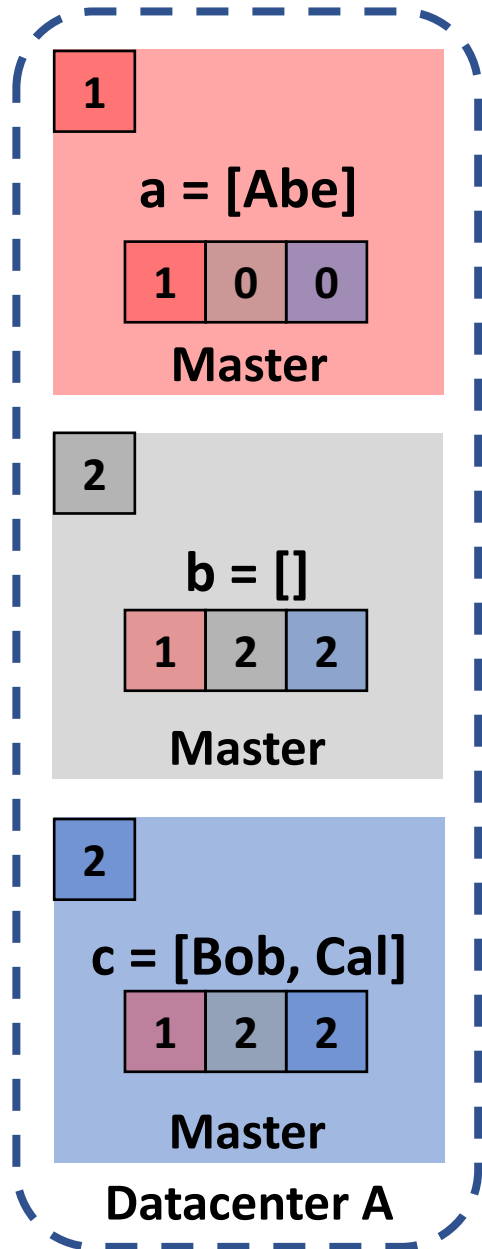 1
a = [Abe]
1 0 0
Master
2
b = []
1 2 2
Master
2
c = [Bob, Cal]
1 2 2
Master
Datacenter A